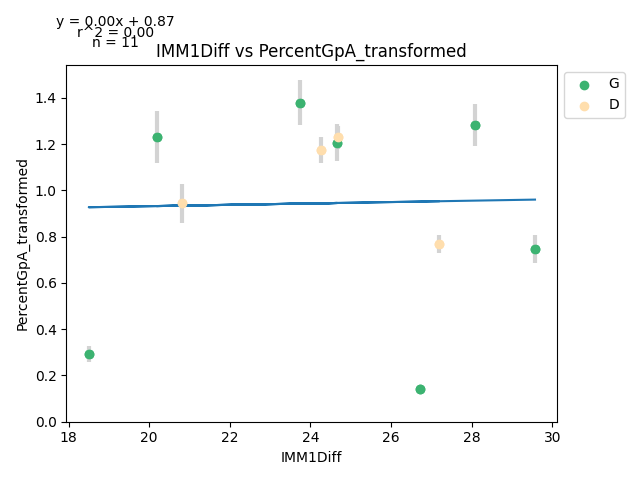 y = 0.00x + 0.87
r^2 = 0.00
n = 11
IMM1Diff vs PercentGpA_transformed
G
D
PercentGpA_transformed
1.4
1.2
1.0
0.8
0.6
0.4
0.2
0.0
18 20 22 24 26 28 30
IMM1Diff